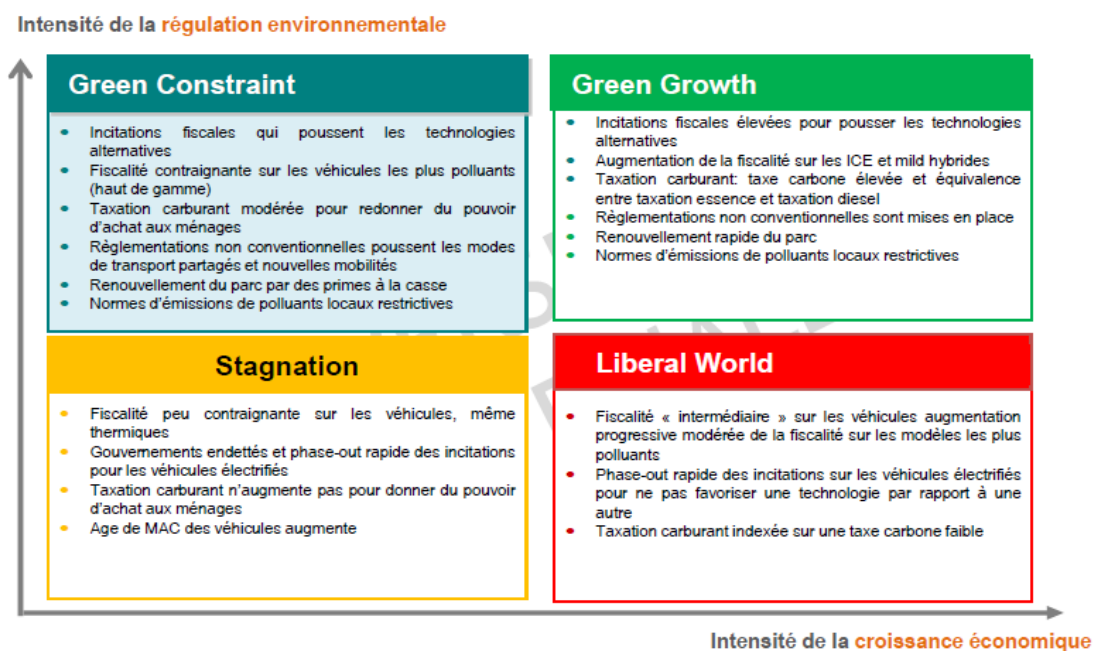 Intensité de la régulation environnementale
Green Constraint
Incitations fiscales qui poussent les technologies
alternatives
Fiscalité contraignante sur les véhicules les plus polluants
(haut de gamme)
Taxation carburant modérée pour redonner du pouvoir
d'achat aux ménages
Règlementations non conventionnelles poussent les modes
de transport partagés et nouvelles mobilités
Renouvellement du parc par des primes à la casse
Normes d'émissions de polluants locaux restrictives
Green Growth
Incitations fiscales élevées pour pousser les technologies
alternatives
Augmentation de la fiscalité sur les ICE et mild hybrides
Taxation carburant: taxe carbone élevée et équivalence
entre taxation essence et taxation diesel
Règlementations non conventionnelles sont mises en place
Renouvellement rapide du parc
Normes d'émissions de polluants locaux restrictives
Stagnation
Fiscalité peu contraignante sur les véhicules, même
thermiques
Gouvernements endettés et phase-out rapide des incitations
pour les véhicules électrifiés
Taxation carburant n'augmente pas pour donner du pouvoir
d'achat aux ménages
Age de MAC des véhicules augmente
Liberal World
Fiscalité « intermédiaire » sur les véhicules augmentation
progressive modérée de la fiscalité sur les modèles les plus
polluants
Phase-out rapide des incitations sur les véhicules électrifiés
pour ne pas favoriser une technologie par rapport à une
autre
Taxation carburant indexée sur une taxe carbone faible
Intensité de la croissance économique